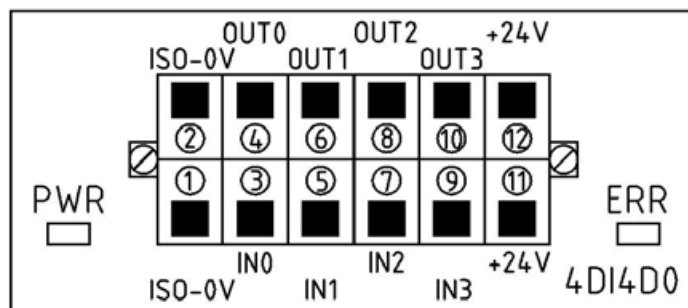 OUT0 OUT2 +24V
ISO-0V OUT1 OUT3
② ④ ⑥ ⑧ ⑩ ⑫
① ③ ⑤ ⑦ ⑨ ⑪
PWR ERR
IN0 IN2 +24V
ISO-0V IN1 IN3 4DI4DO